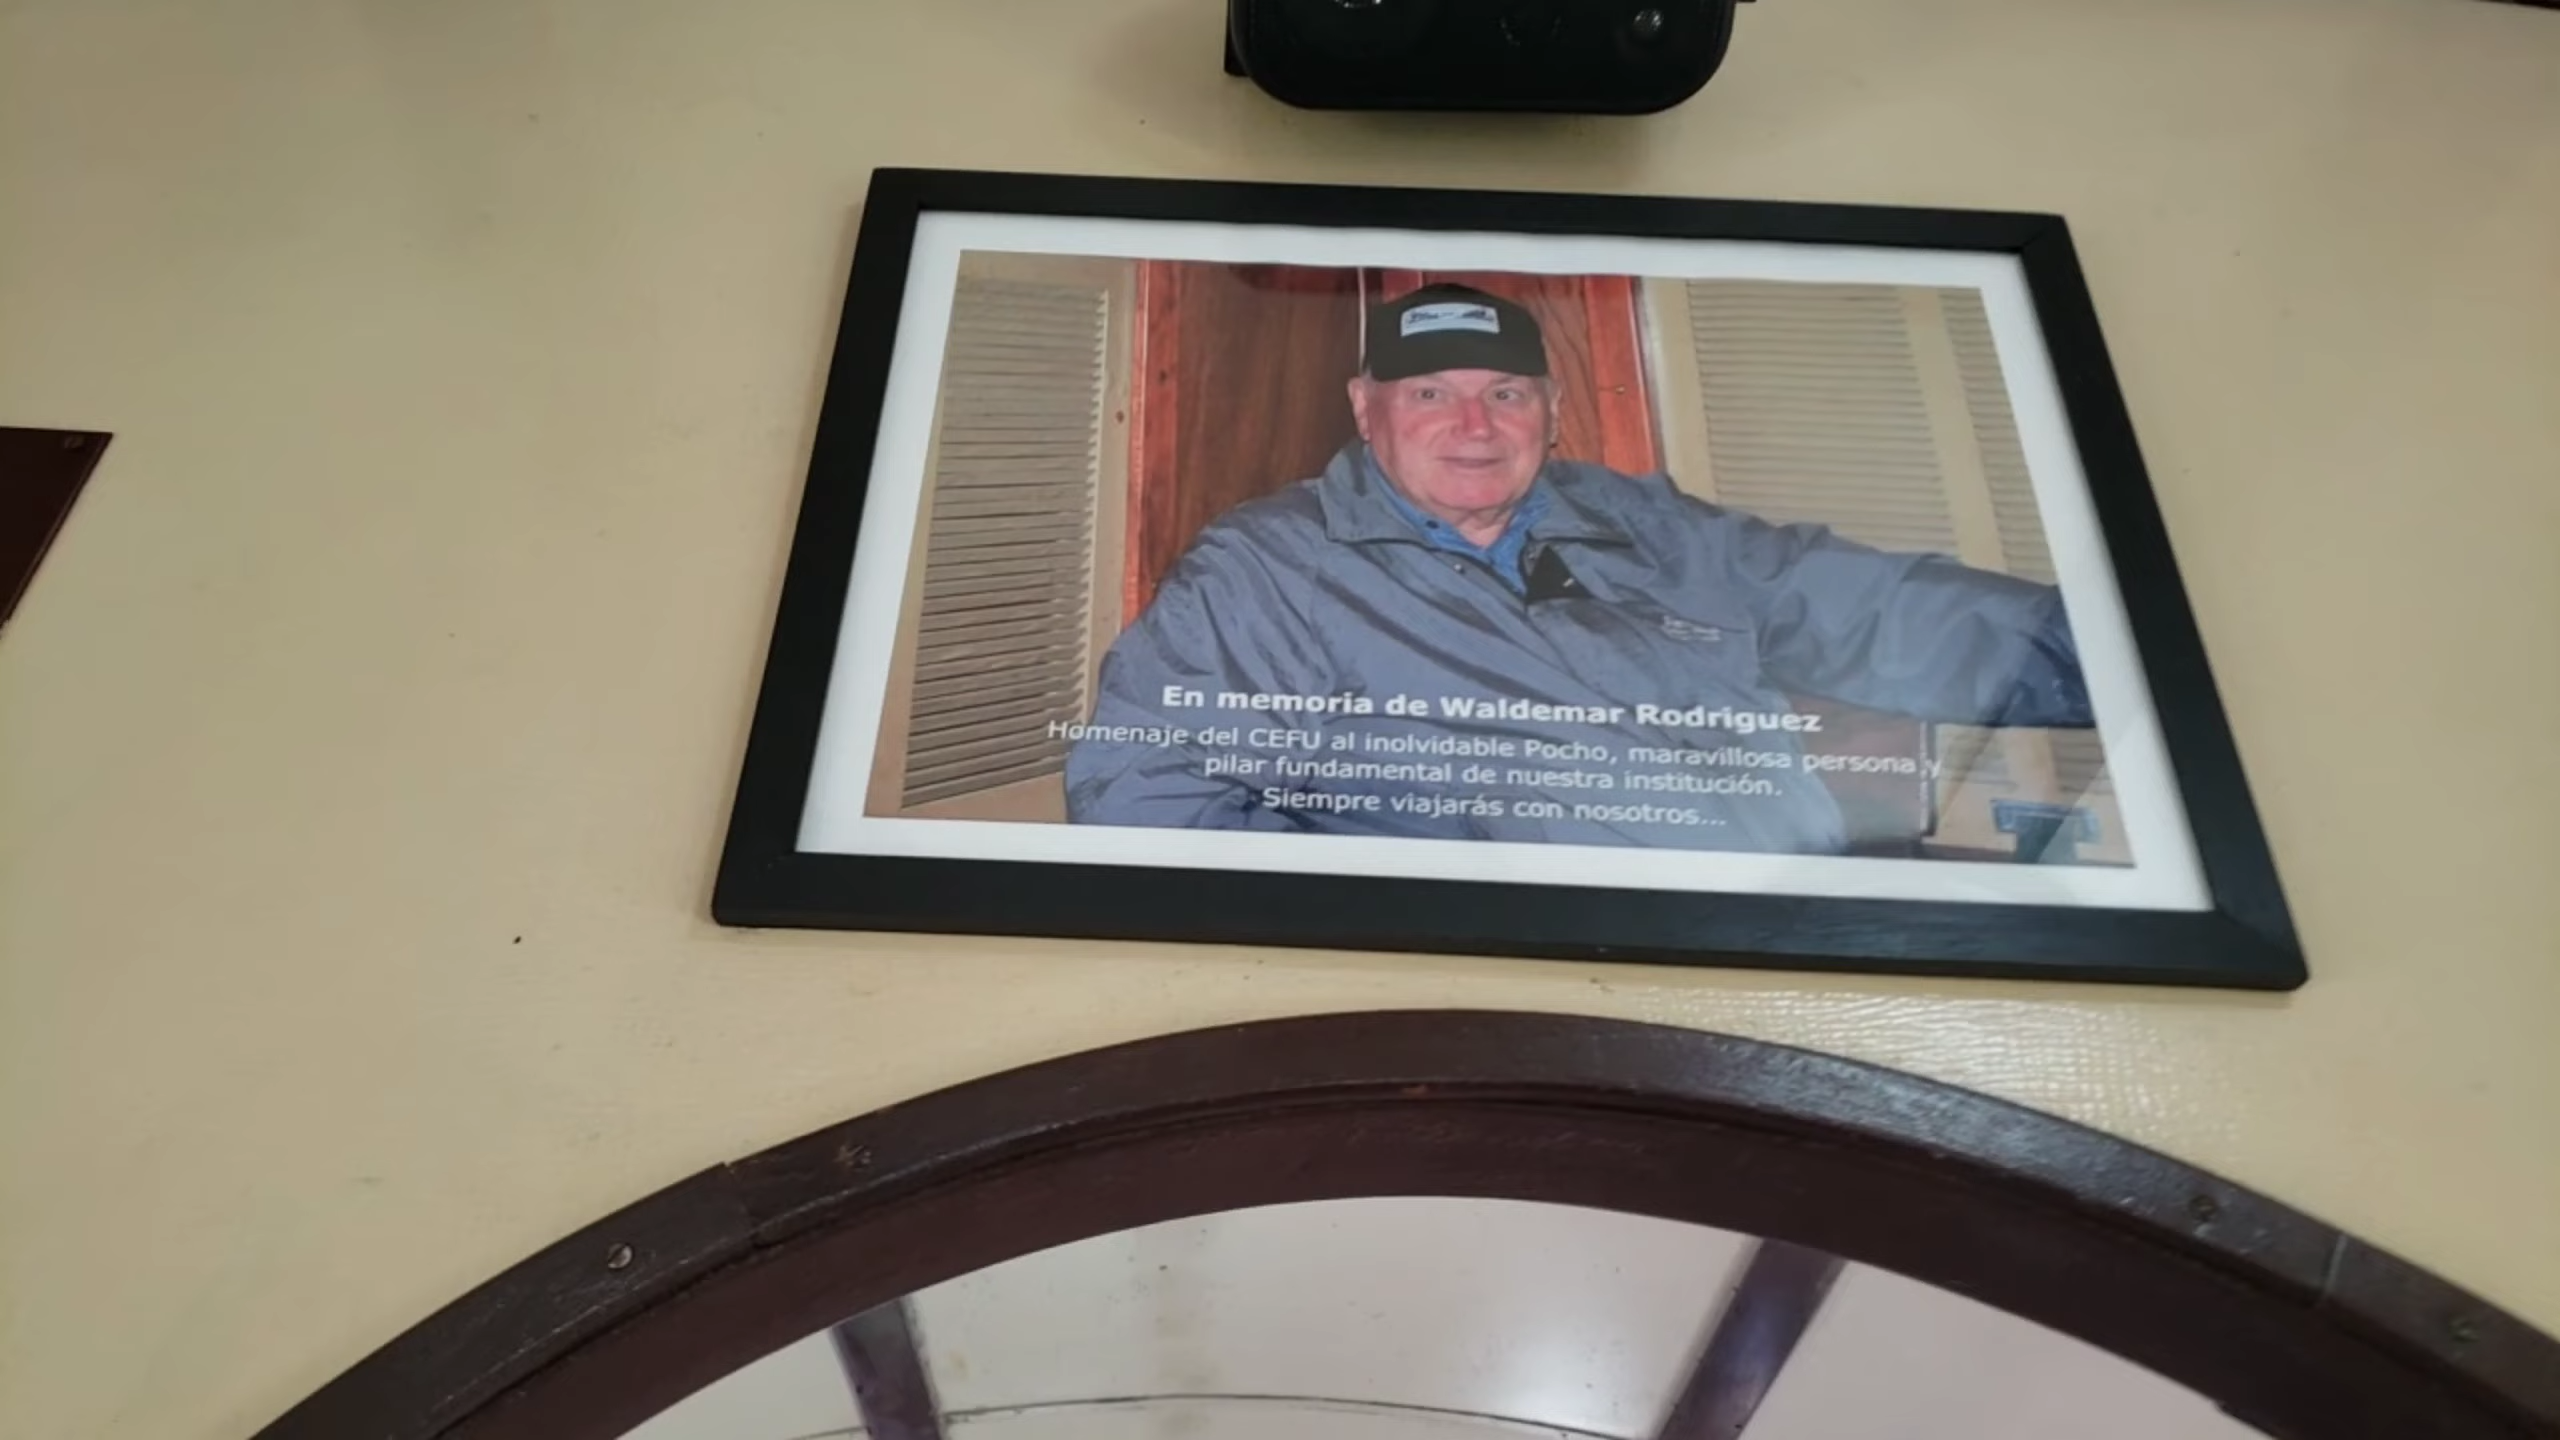 En memoria de Waldemar Rodriguez
Homenaje del CEFU al inolvidable Pocho, maravillosa persona y
pilar fundamental de nuestra institución.
Siempre viajarás con nosotros...